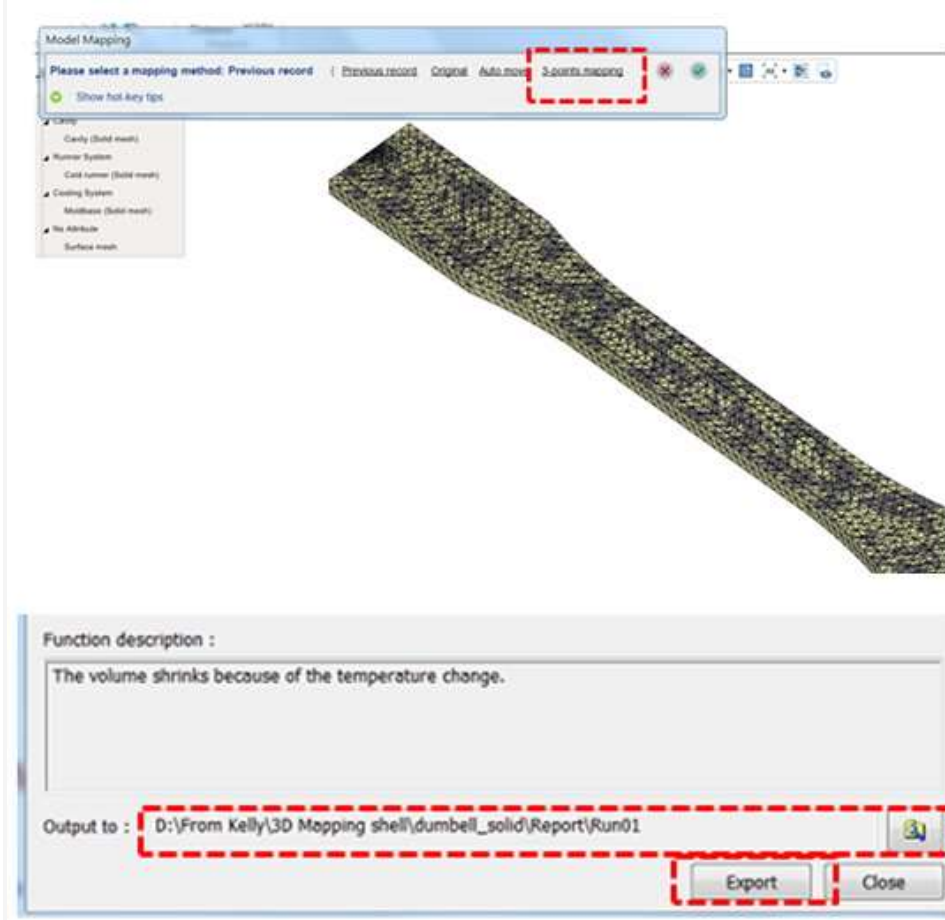 Model Mapping
Please select a mapping method: Previous record ( Previous record Original Auto move 3-points mapping
Show hot-key tips
Cavity
Cavity (Solid mesh)
Runner System
Cold runner (Solid mesh)
Cooling System
Moldbase (Solid mesh)
No Attribute
Surface mesh
Function description :
The volume shrinks because of the temperature change.
Output to : D:\From Kelly\3D Mapping shell\dumbell_solid\Report\Run01
Export Close